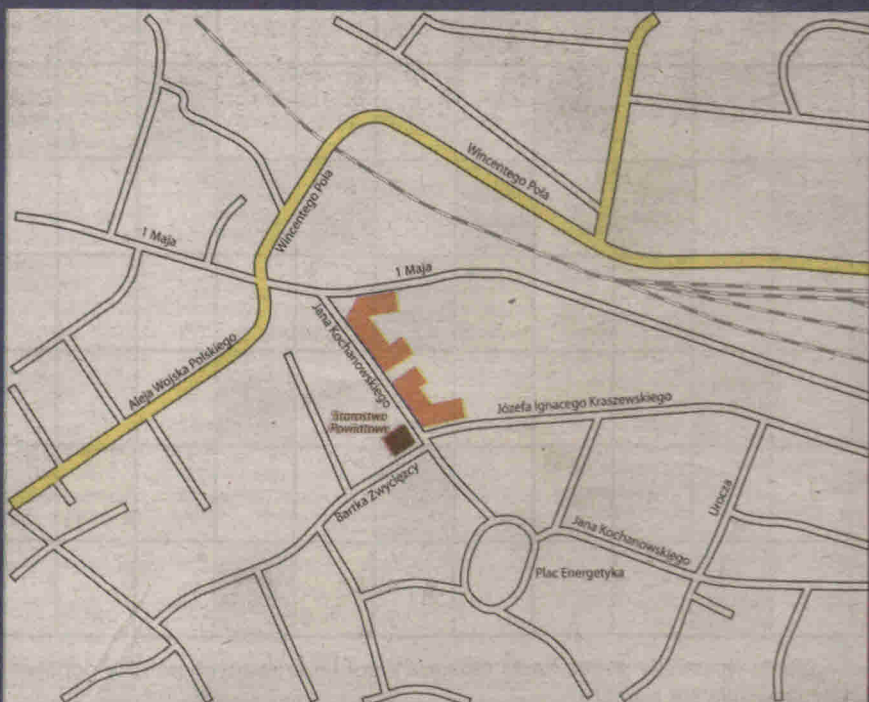 Wincentego Pola
Wincentego Pola
1 Maja
1 Maja
Jana Kochanowskiego
Aleja Wojska Polskiego
Józefa Ignacego Kraszewskiego
Starostwo
Powiatowe
Bartka Zwycięzcy
Urocza
Jana Kochanowskiego
Plac Energetyka